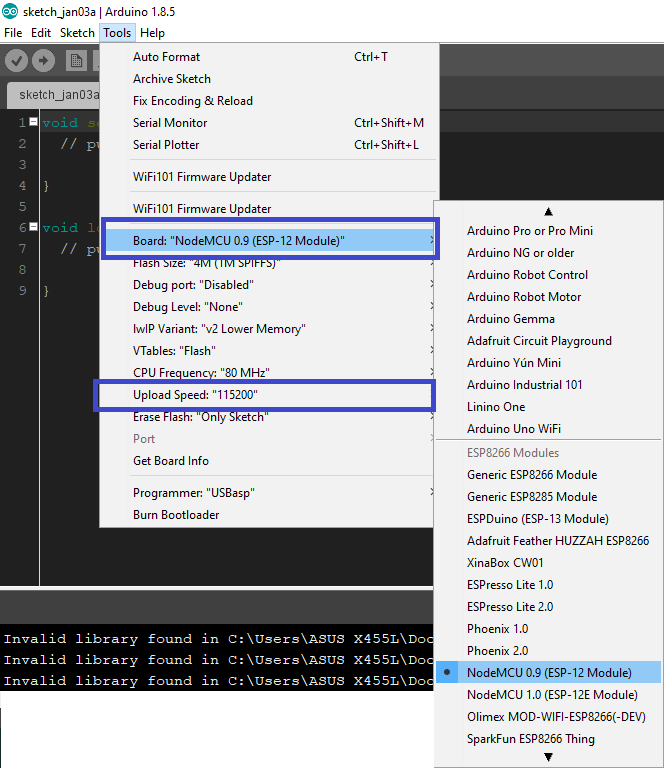 sketch_jan03a | Arduino 1.8.5
File Edit Sketch Tools Help
sketch_jan03a
Auto Format Ctrl+T
Archive Sketch
Fix Encoding & Reload
Serial Monitor Ctrl+Shift+M
Serial Plotter Ctrl+Shift+L
WiFi101 Firmware Updater
WiFi101 Firmware Updater
Board: "NodeMCU 0.9 (ESP-12 Module)"
Flash Size: "4M (1M SPIFFS)"
Debug port: "Disabled"
Debug Level: "None"
lwIP Variant: "v2 Lower Memory"
VTables: "Flash"
CPU Frequency: "80 MHz"
Upload Speed: "115200"
Erase Flash: "Only Sketch"
Port
Get Board Info
Programmer: "USBasp"
Burn Bootloader
Arduino Pro or Pro Mini
Arduino NG or older
Arduino Robot Control
Arduino Robot Motor
Arduino Gemma
Adafruit Circuit Playground
Arduino Yún Mini
Arduino Industrial 101
Linino One
Arduino Uno WiFi
ESP8266 Modules
Generic ESP8266 Module
Generic ESP8285 Module
ESPDuino (ESP-13 Module)
Adafruit Feather HUZZAH ESP8266
XinaBox CW01
ESPresso Lite 1.0
ESPresso Lite 2.0
Phoenix 1.0
Phoenix 2.0
NodeMCU 0.9 (ESP-12 Module)
NodeMCU 1.0 (ESP-12E Module)
Olimex MOD-WIFI-ESP8266(-DEV)
SparkFun ESP8266 Thing
1 void s
2 // p
3
4 }
5
6 void l
7 // p
8
9 }
Invalid library found in C:\Users\ASUS X455L\Doc
Invalid library found in C:\Users\ASUS X455L\Doc
Invalid library found in C:\Users\ASUS X455L\Doc